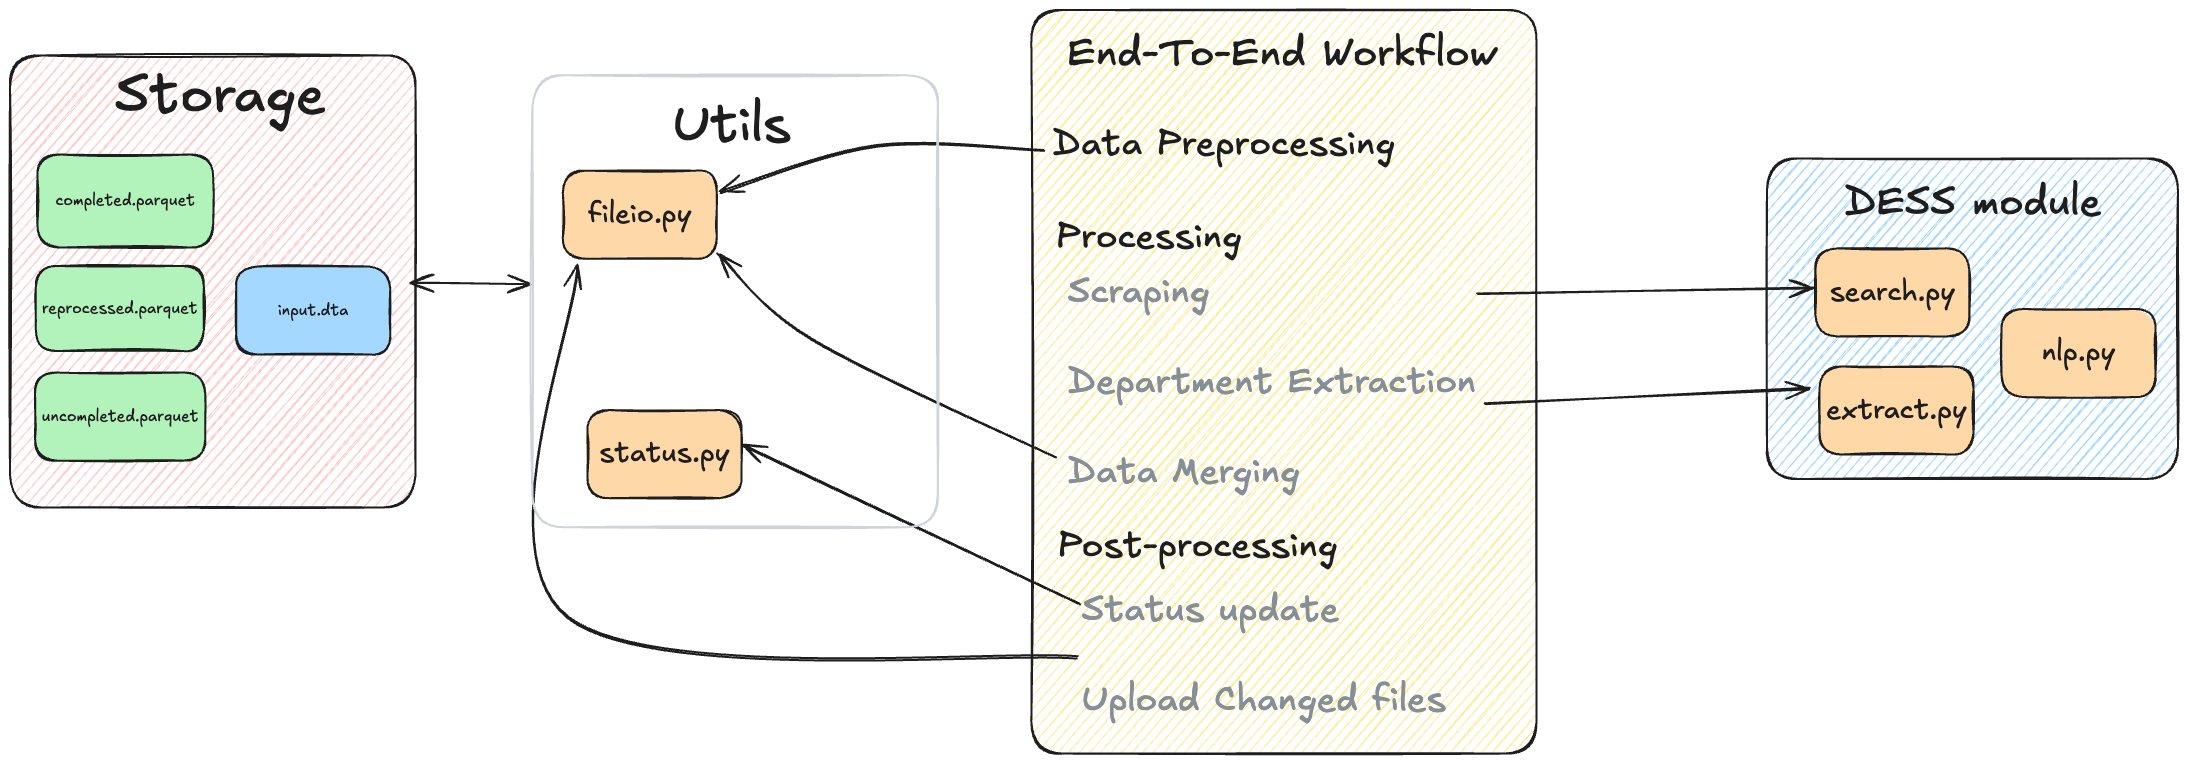 Storage
completed.parquet
reprocessed.parquet
input.dta
uncompleted.parquet
Utils
fileio.py
status.py
End-To-End Workflow
Data Preprocessing
Processing
Scraping
Department Extraction
Data Merging
Post-processing
Status update
Upload Changed files
DESS module
search.py
nlp.py
extract.py